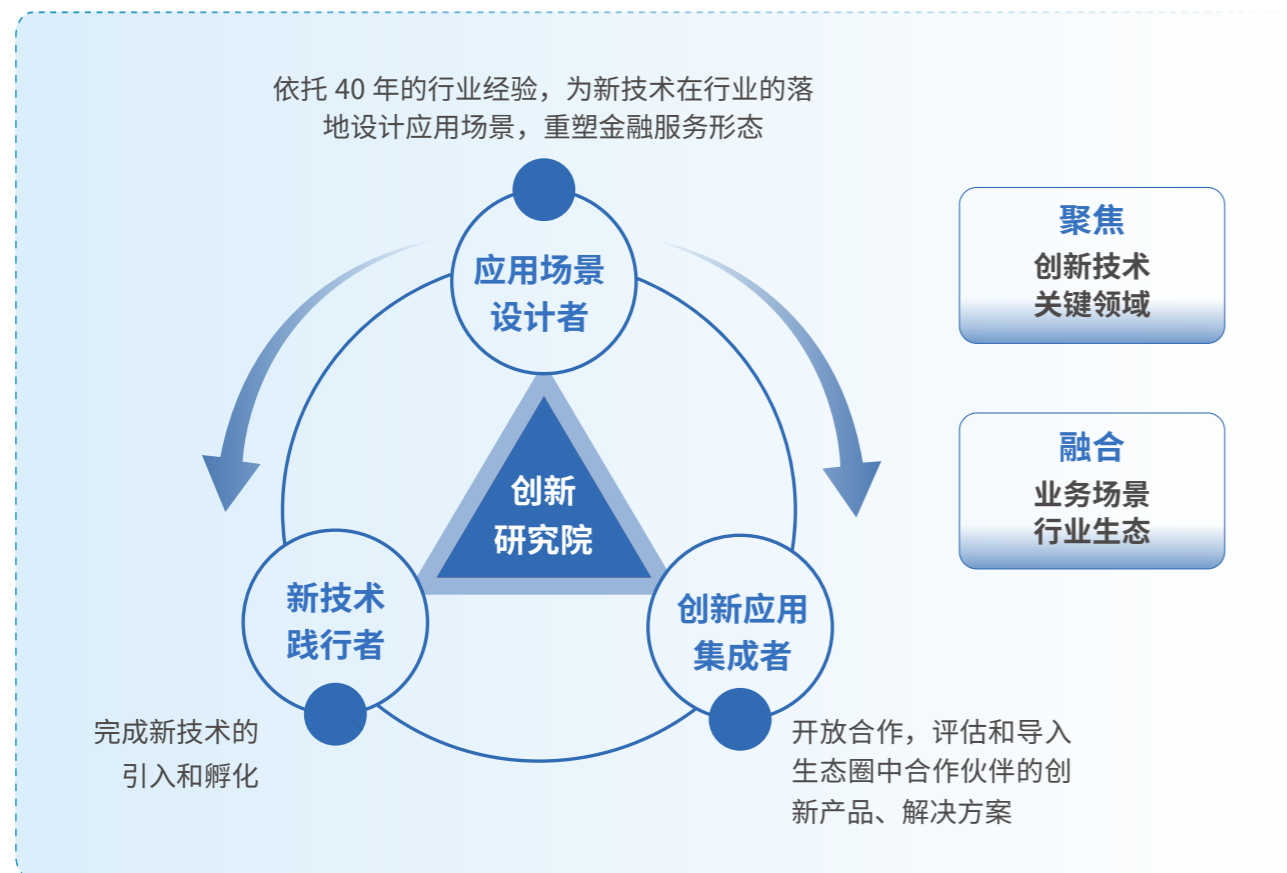 依托 40 年的行业经验，为新技术在行业的落
地设计应用场景，重塑金融服务形态
应用场景
设计者
聚焦
创新技术
关键领域
融合
业务场景
行业生态
创新
研究院
新技术
践行者
创新应用
集成者
完成新技术的
引入和孵化
开放合作，评估和导入
生态圈中合作伙伴的创
新产品、解决方案